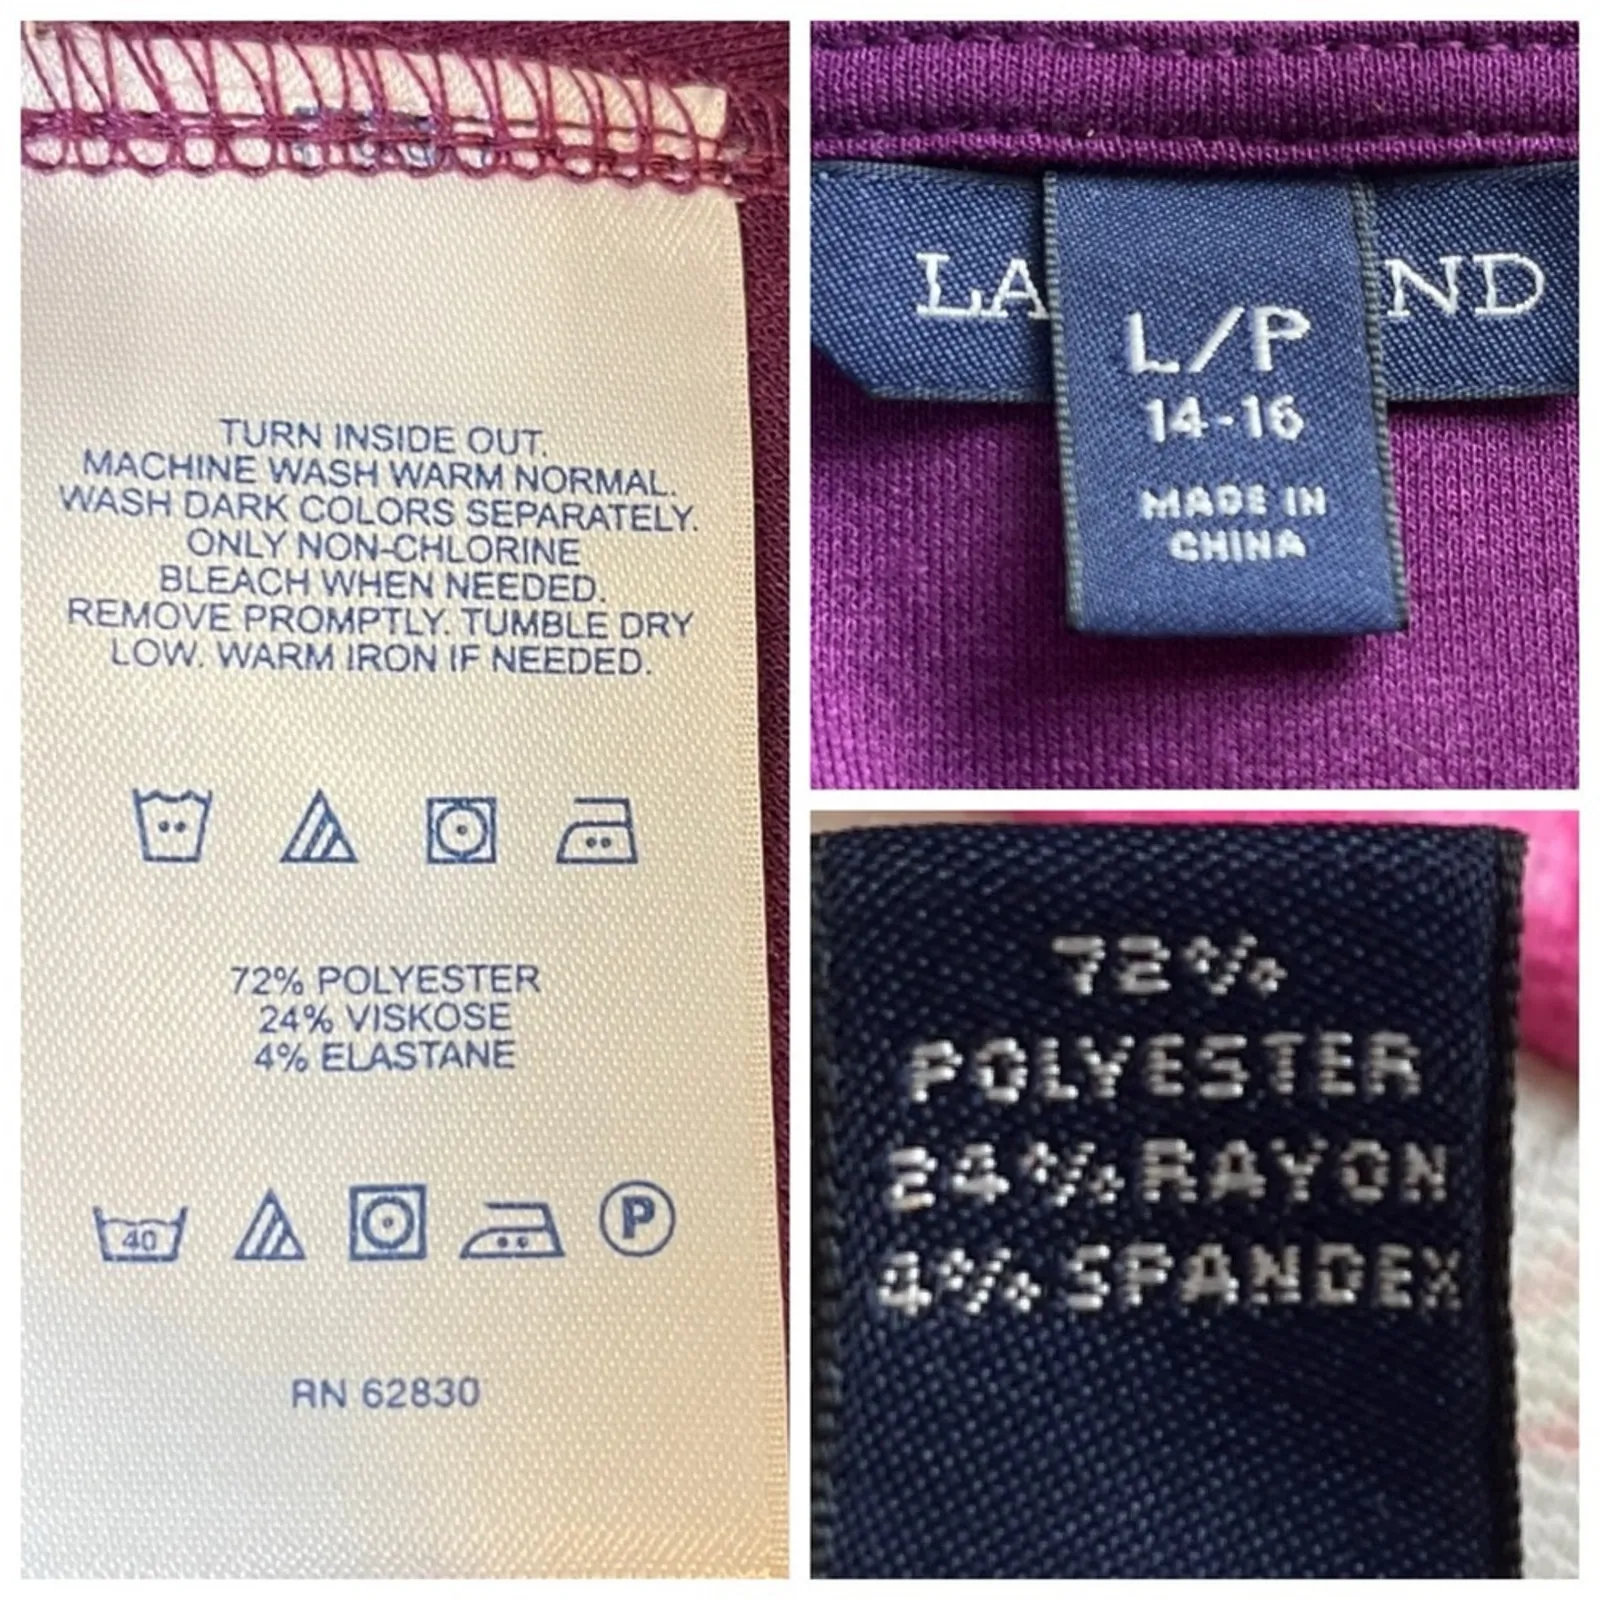 TURN INSIDE OUT.
MACHINE WASH WARM NORMAL.
WASH DARK COLORS SEPARATELY.
ONLY NON-CHLORINE
BLEACH WHEN NEEDED.
REMOVE PROMPTLY. TUMBLE DRY
LOW. WARM IRON IF NEEDED.
72% POLYESTER
24% VISKOSE
4% ELASTANE
40
P
RN 62830
LA ND
L/P
14-16
MADE IN
CHINA
72%
POLYESTER
24% RAYON
4% SPANDEX